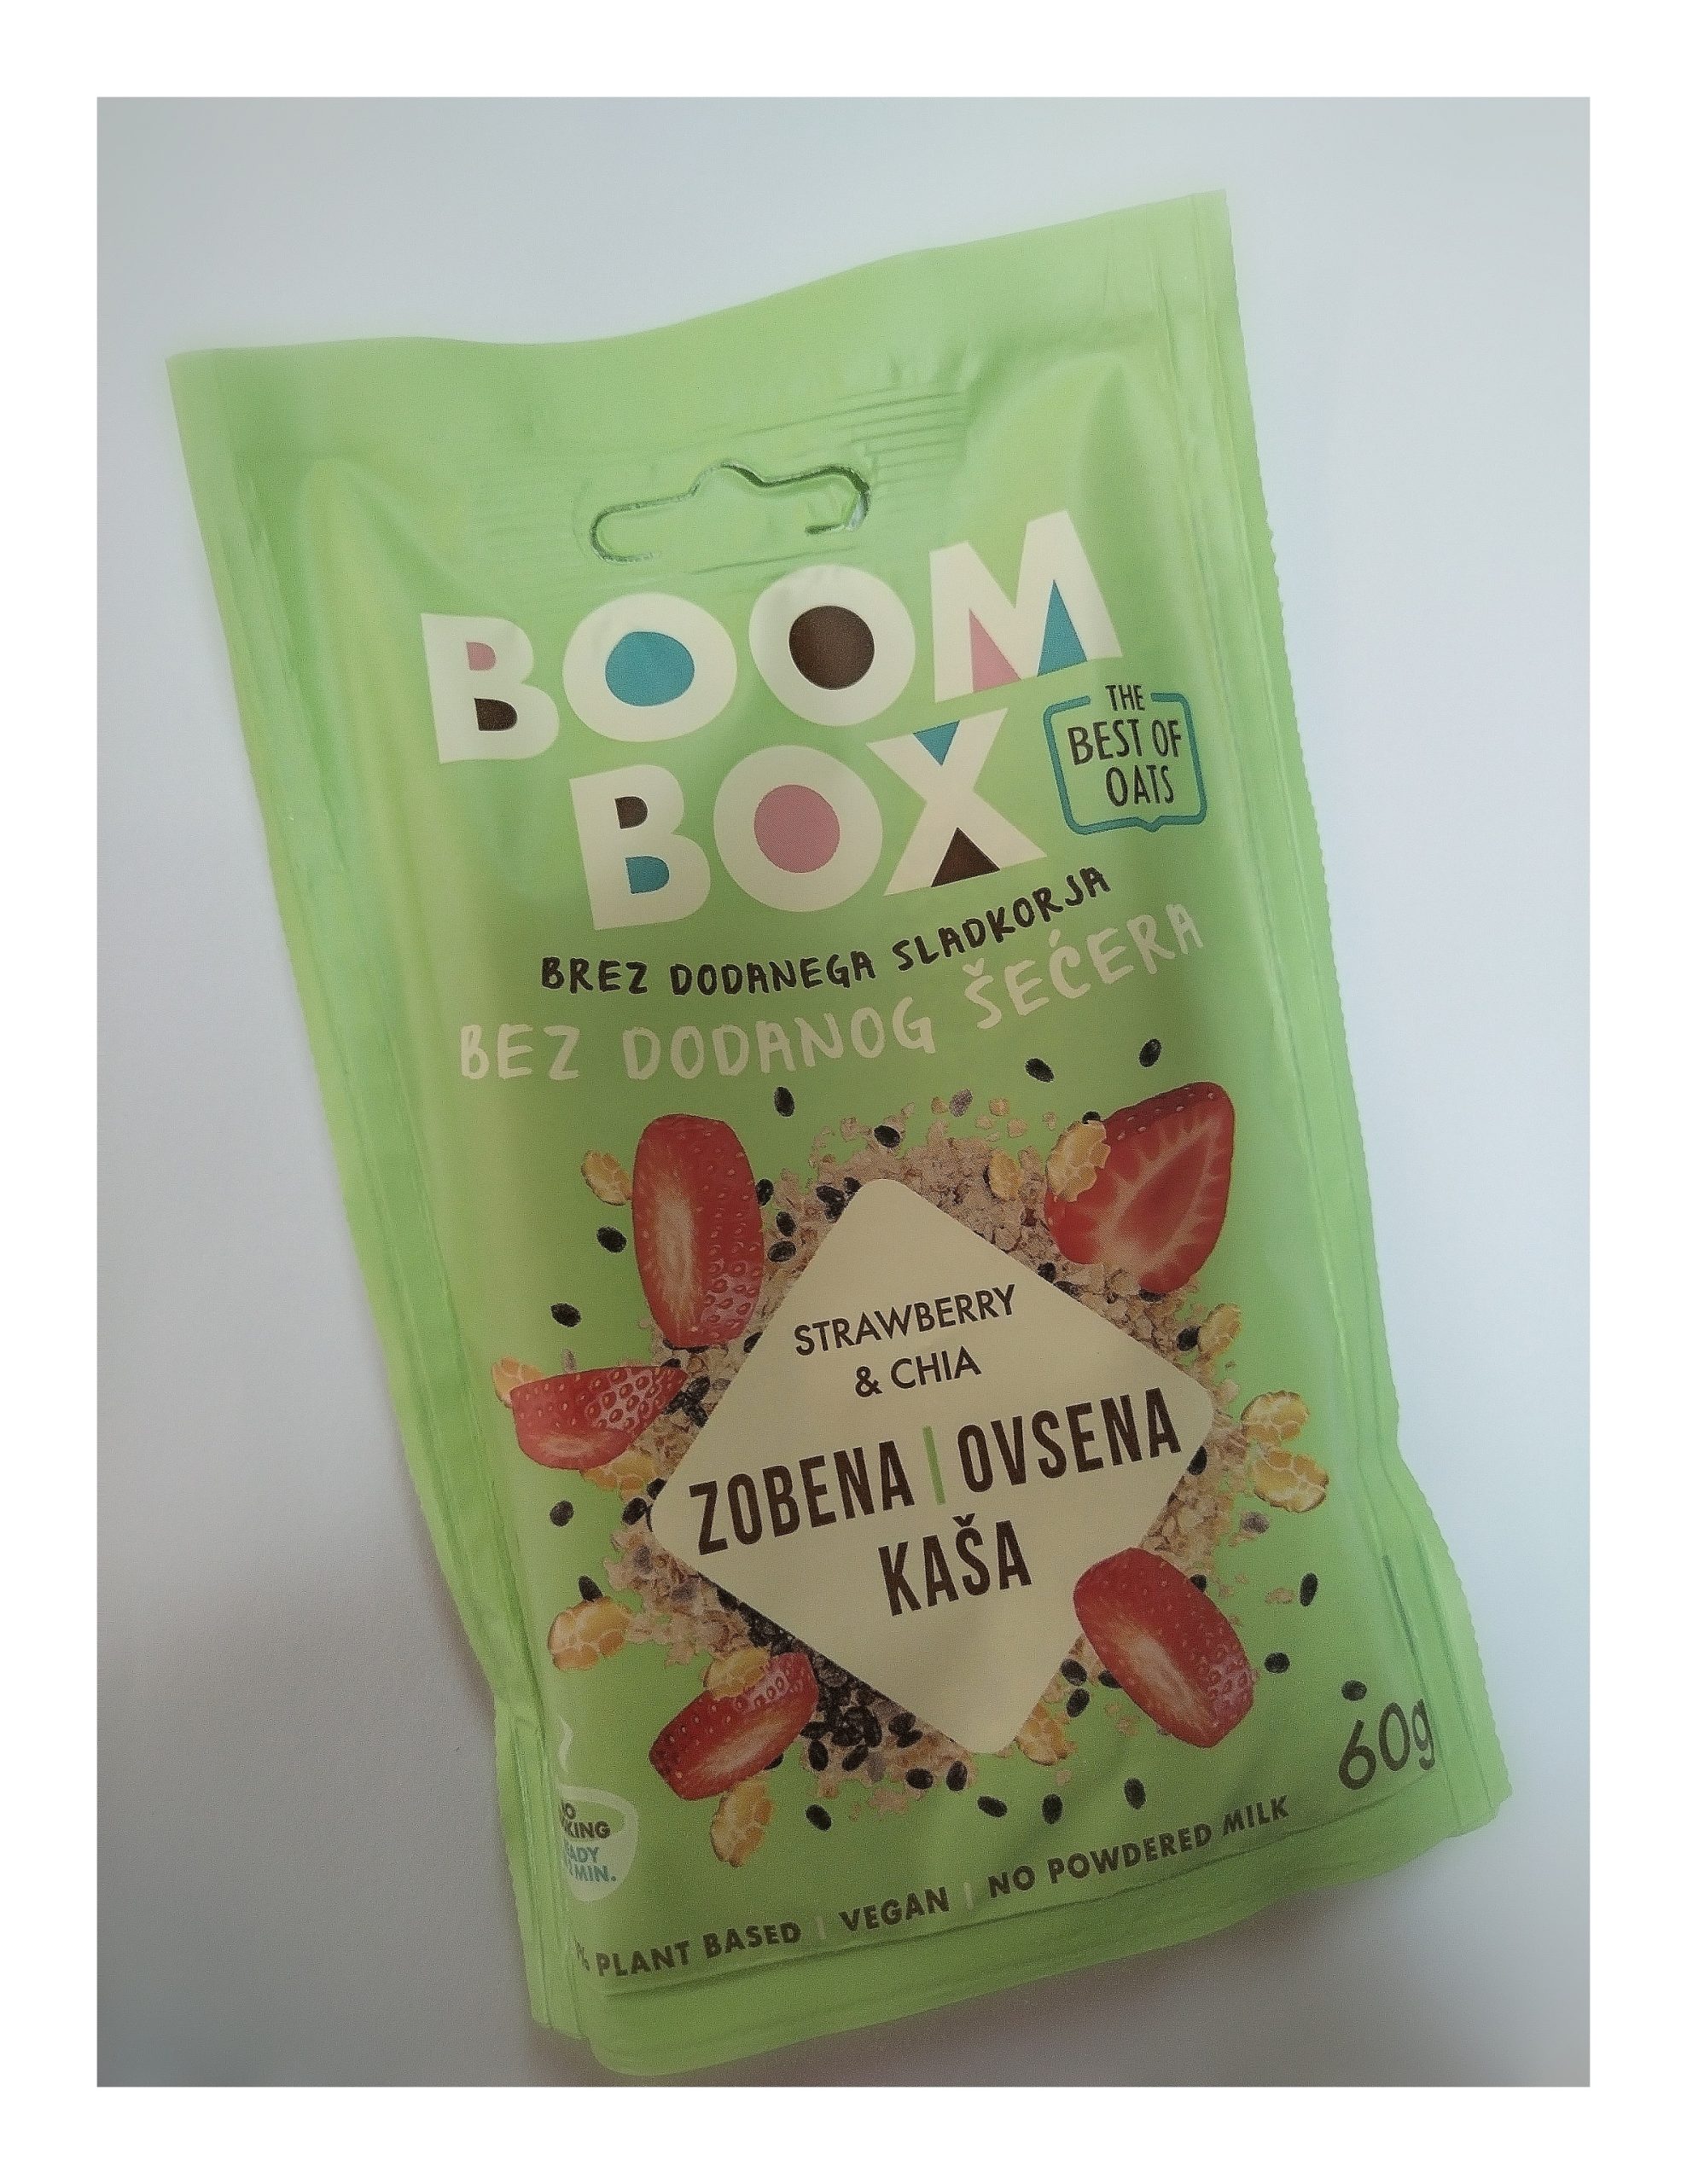 BOOM
BOX
THE
BEST OF
OATS
BREZ DODANEGA SLADKORJA
BEZ DODANOG ŠEĆERA
STRAWBERRY
& CHIA
ZOBENA | OVSENA
KAŠA
60g
MIN.
% PLANT BASED | VEGAN | NO POWDERED MILK